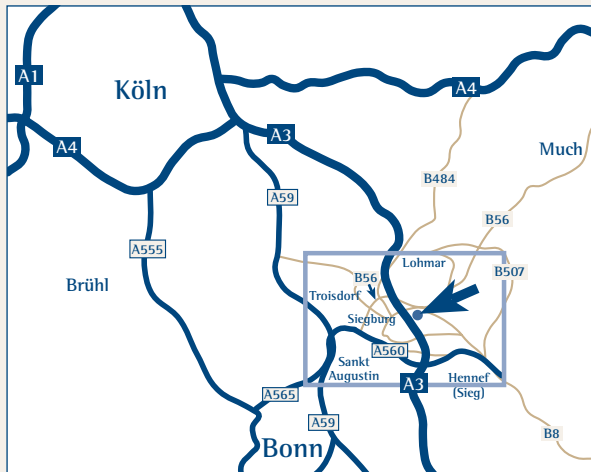 A1
Köln
A4
A4
A3
Much
B484
A59
B56
A555
Lohmar
B507
B56
Brühl
Troisdorf
Siegburg
A560
Sankt
Augustin
A3
Hennef
(Sieg)
A565
A59
B8
Bonn